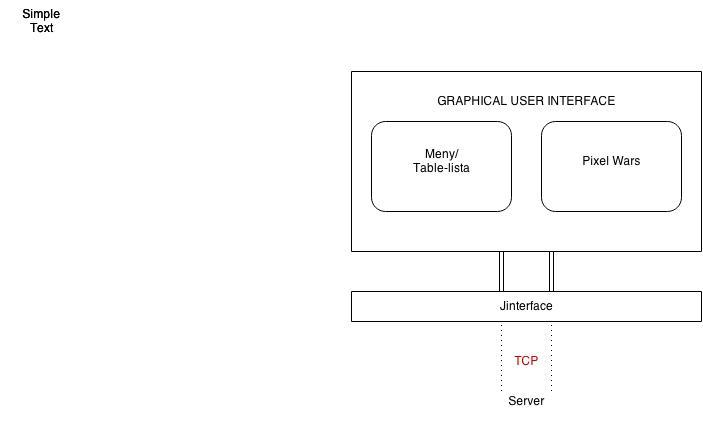 Simple
Text
GRAPHICAL USER INTERFACE
Meny/
Table-lista
Pixel Wars
Jinterface
TCP
Server